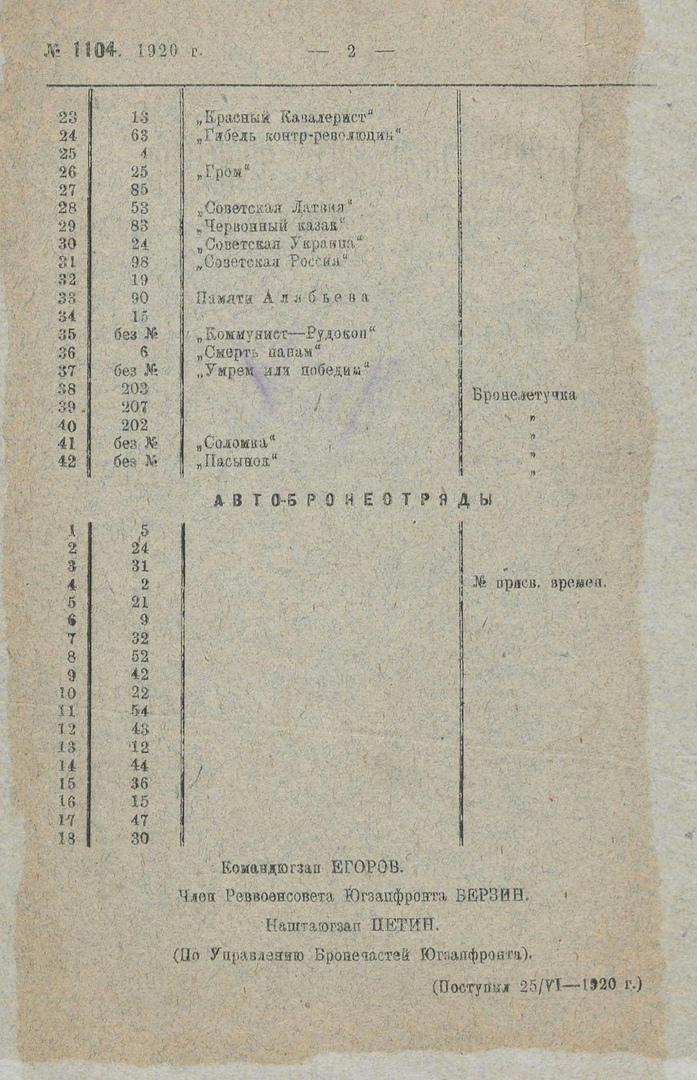 № 1104. 1920 г. — 2 —
23 13 „Красный Кавалерист“
24 63 „Гибель контр-революции“
25 4
26 25 „Гром“
27 85
28 53 „Советская Латвия“
29 83 „Червонный казак“
30 24 „Советская Украина“
31 98 „Советская Россия“
32 19
33 90 Памяти Алябьева
34 15
35 без № „Коммунист—Рудокоп“
36 6 „Смерть панам“
37 без № „Умрем или победим“
38 203 Бронелетучка
39 207 „
40 202 „
41 без № „Соломка“ „
42 без № „Пасынок“ „
АВТО-БРОНЕОТРЯДЫ
1 5
2 24
3 31
4 2 № присв. времен.
5 21
6 9
7 32
8 52
9 42
10 22
11 54
12 43
13 12
14 44
15 36
16 15
17 47
18 30
Командюгзап ЕГОРОВ.
Член Реввоенсовета Югзапфронта БЕРЗИН.
Наштаюгзап ПЕТИН.
(По Управлению Бронечастей Югзапфронта).
(Поступил 25/VI—1920 г.)